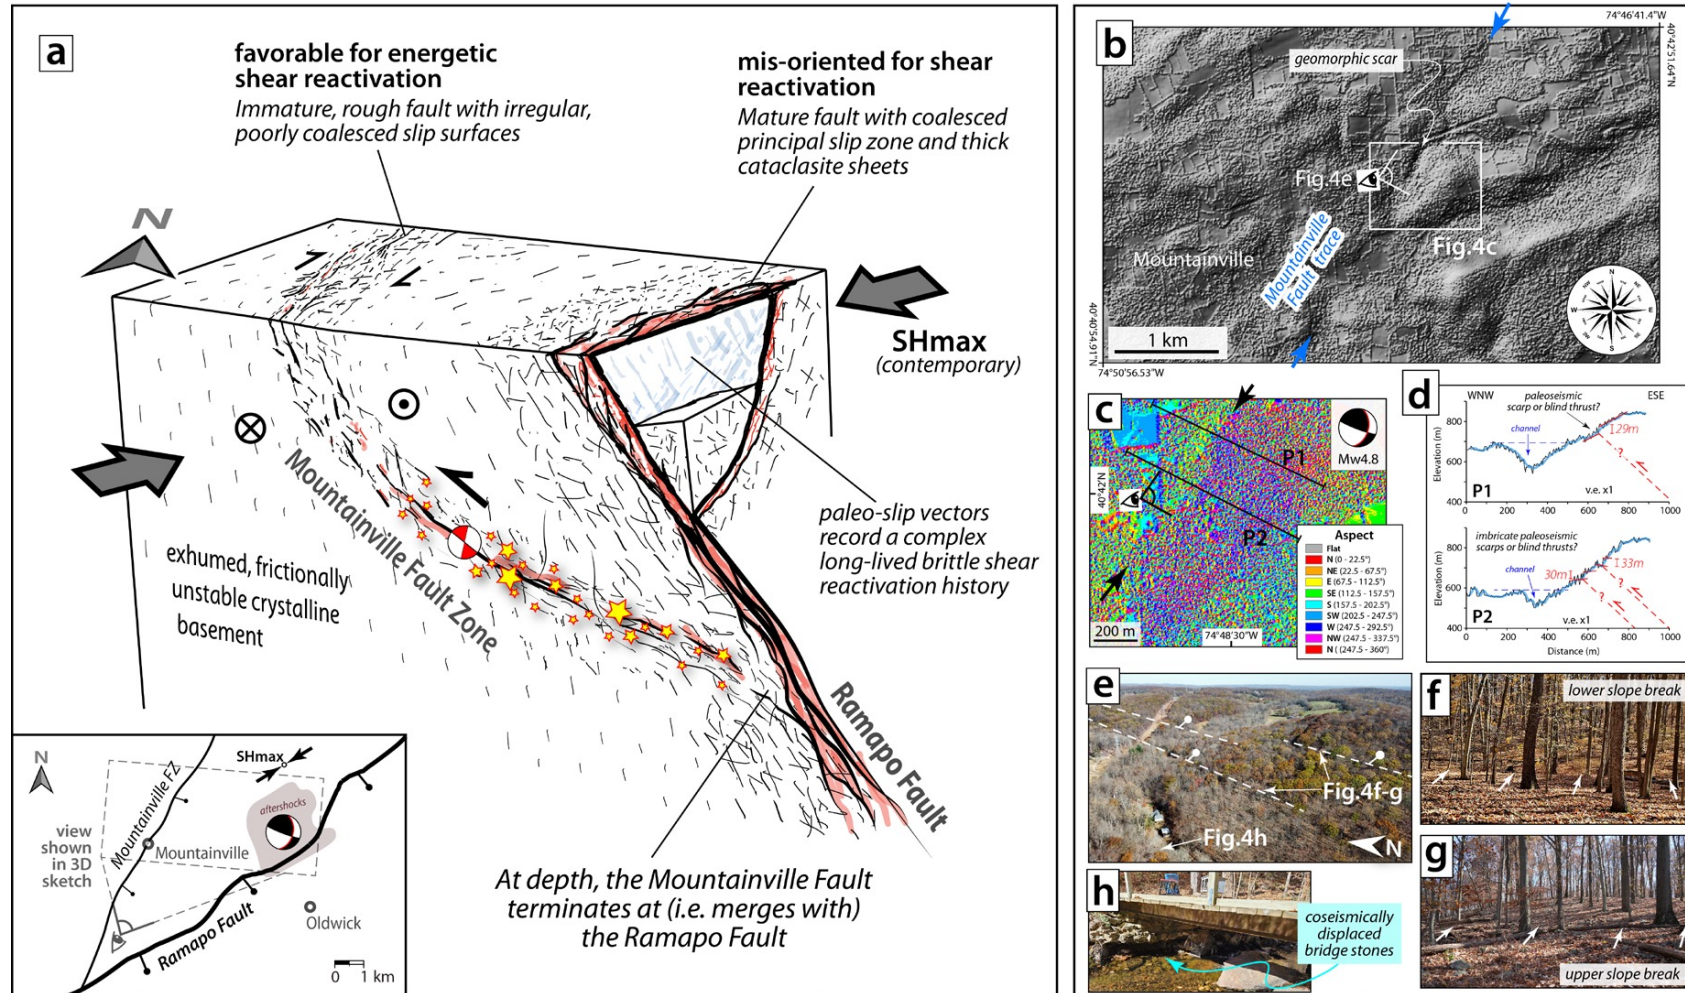 a
favorable for energetic
shear reactivation
Immature, rough fault with irregular,
poorly coalesced slip surfaces
mis-oriented for shear
reactivation
Mature fault with coalesced
principal slip zone and thick
cataclasite sheets
N
SHmax
(contemporary)
Mountainville Fault Zone
exhumed, frictionally
unstable crystalline
basement
paleo-slip vectors
record a complex
long-lived brittle shear
reactivation history
Ramapo Fault
At depth, the Mountainville Fault
terminates at (i.e. merges with)
the Ramapo Fault
N
SHmax
Mountainville FZ
aftershocks
view
shown
in 3D
sketch
Mountainville
Oldwick
Ramapo Fault
0 1 km
b
74°46'41.4"W
40°42'51.64"N
geomorphic scar
Fig.4e
Fig.4c
Mountainville
Mountainville
Fault trace
1 km
40°40'54.91"N
74°50'56.53"W
N
E
S
W
c
P1
P2
Mw4.8
40°42'N
200 m
74°48'30"W
Aspect
Flat
N (0 - 22.5°)
NE (22.5 - 67.5°)
E (67.5 - 112.5°)
SE (112.5 - 157.5°)
S (157.5 - 202.5°)
SW (202.5 - 247.5°)
W (247.5 - 292.5°)
NW (247.5 - 337.5°)
N ( (247.5 - 360°)
d
WNW
paleoseismic
scarp or blind thrust?
ESE
channel
29m
?
Elevation (m)
800
600
400
P1
v.e. x1
0 200 400 600 800 1000
imbricate paleoseismic
scarps or blind thrusts?
channel
30m
33m
?
?
Elevation (m)
800
600
400
P2
v.e. x1
0 200 400 600 800 1000
Distance (m)
e
Fig.4f-g
Fig.4h
N
f
lower slope break
g
upper slope break
h
coseismically
displaced
bridge stones